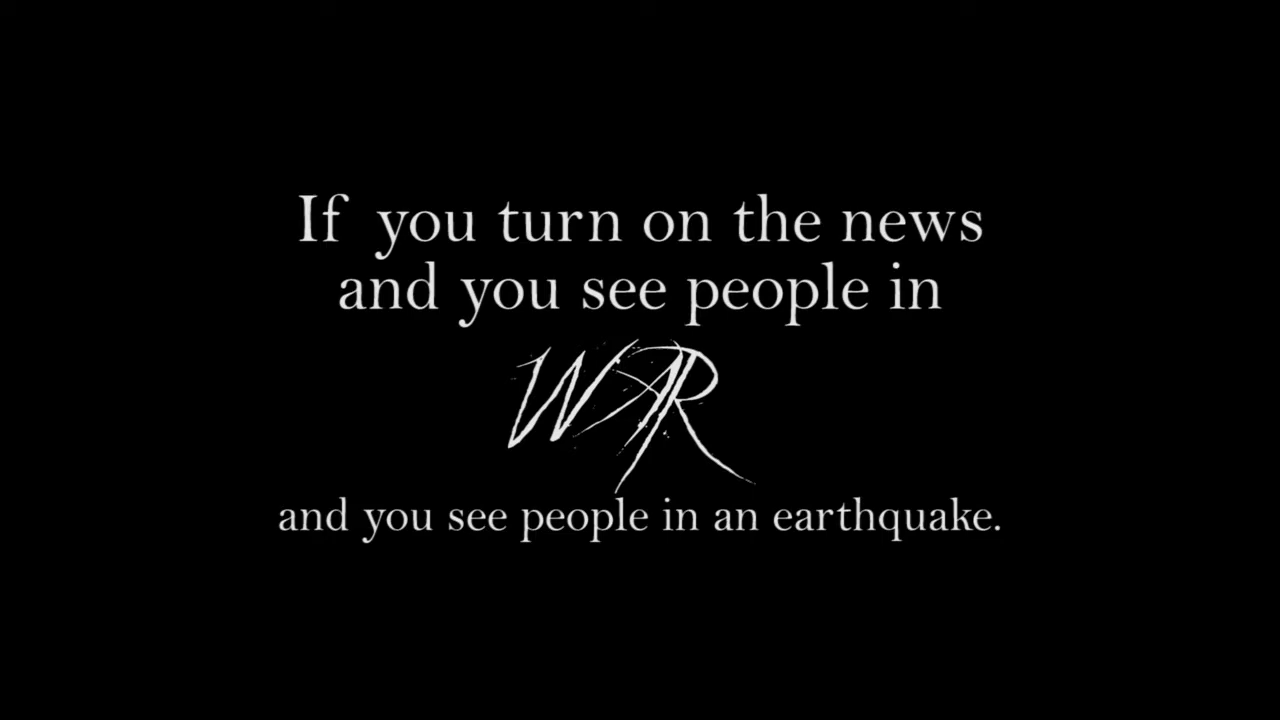 If you turn on the news
and you see people in
WAR
and you see people in an earthquake.